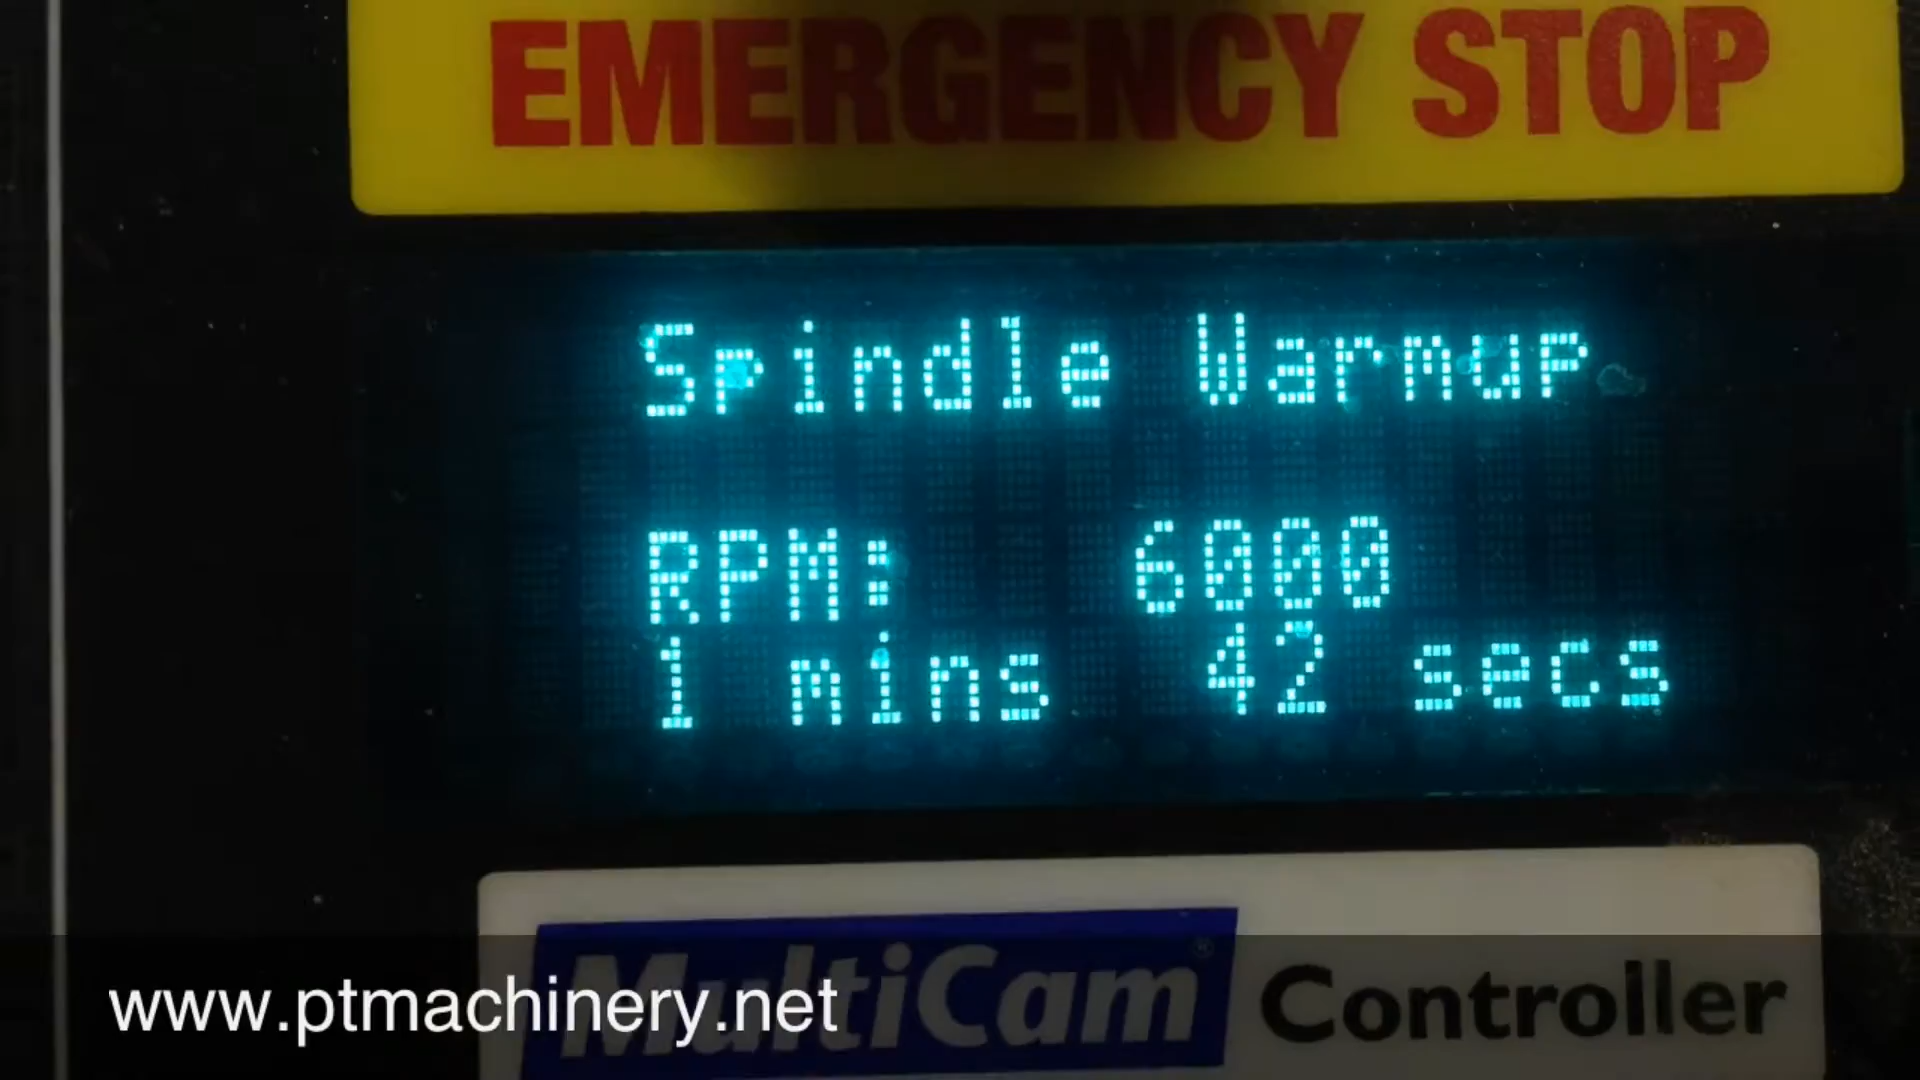 EMERGENCY STOP
Spindle Warmup
RPM: 6000
1 mins 42 secs
MultiCam® Controller
www.ptmachinery.net